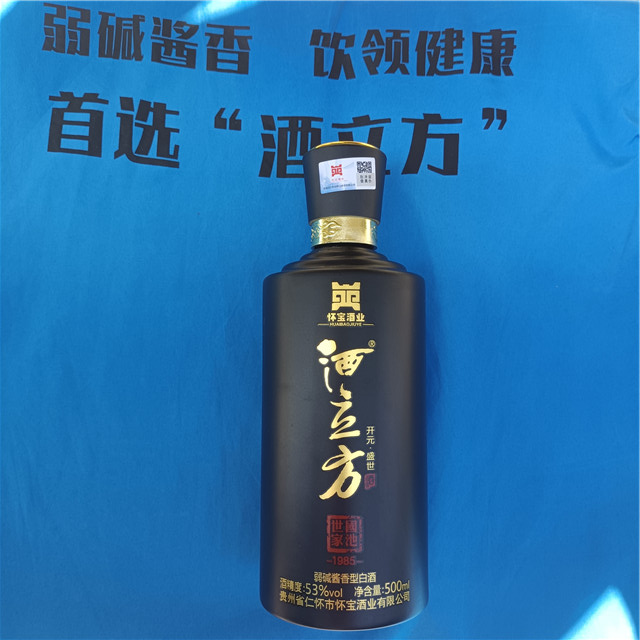 弱碱酱香 饮领健康
首选“酒立方”
怀宝酒业
HUAIBAOJIUYE
酒立方®
开元·盛世
世家
國池
1985
弱碱酱香型白酒
酒精度:53%vol 净含量:500ml
贵州省仁怀市怀宝酒业有限公司